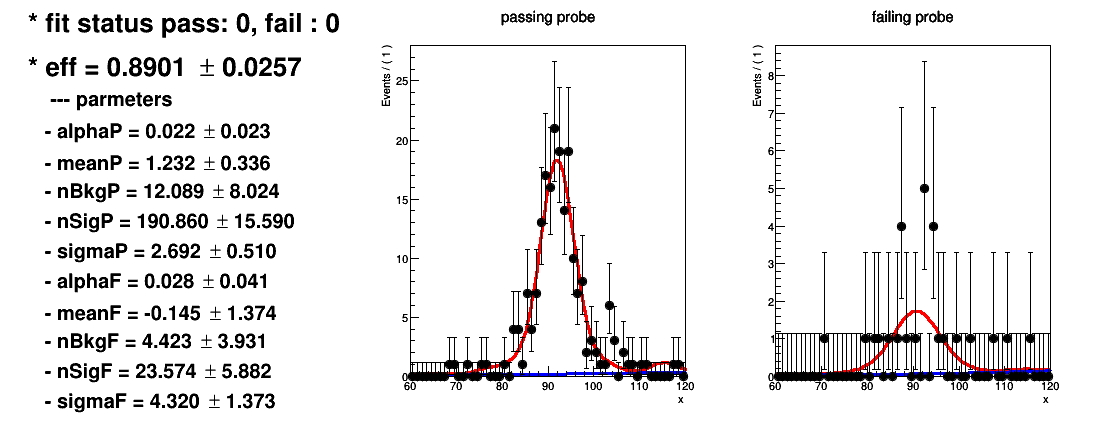 * fit status pass: 0, fail : 0
* eff = 0.8901 ± 0.0257
--- parmeters
- alphaP = 0.022 ± 0.023
- meanP = 1.232 ± 0.336
- nBkgP = 12.089 ± 8.024
- nSigP = 190.860 ± 15.590
- sigmaP = 2.692 ± 0.510
- alphaF = 0.028 ± 0.041
- meanF = -0.145 ± 1.374
- nBkgF = 4.423 ± 3.931
- nSigF = 23.574 ± 5.882
- sigmaF = 4.320 ± 1.373
passing probe
Events / ( 1 )
25
20
15
10
5
0
60 70 80 90 100 110 120
x
failing probe
Events / ( 1 )
8
7
6
5
4
3
2
1
0
60 70 80 90 100 110 120
x